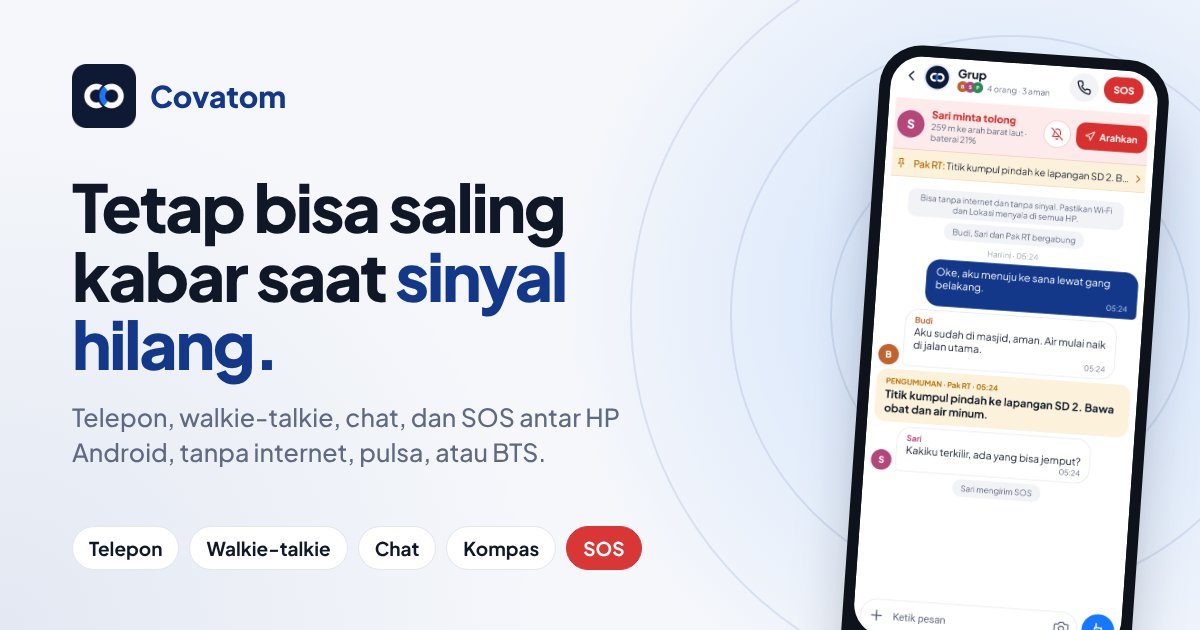 Covatom
Tetap bisa saling
kabar saat sinyal
hilang.
Telepon, walkie-talkie, chat, dan SOS antar HP
Android, tanpa internet, pulsa, atau BTS.
Telepon
Walkie-talkie
Chat
Kompas
SOS
Grup
B S P 4 orang · 3 aman
SOS
S
Sari minta tolong
259 m ke arah barat laut ·
baterai 21%
Arahkan
Pak RT: Titik kumpul pindah ke lapangan SD 2. B...
Bisa tanpa internet dan tanpa sinyal. Pastikan Wi-Fi
dan Lokasi menyala di semua HP.
Budi, Sari dan Pak RT bergabung
Hari ini · 05:24
Oke, aku menuju ke sana lewat gang
belakang.
05:24
Budi
Aku sudah di masjid, aman. Air mulai naik
di jalan utama.
05:24
B
PENGUMUMAN · Pak RT · 05:24
Titik kumpul pindah ke lapangan SD 2. Bawa
obat dan air minum.
Sari
Kakiku terkilir, ada yang bisa jemput?
05:24
S
Sari mengirim SOS
Ketik pesan